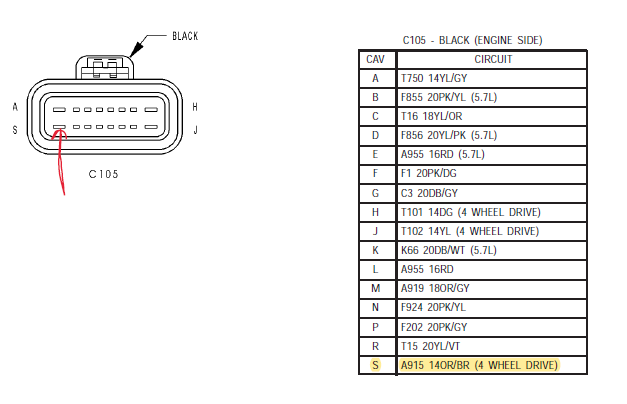 BLACK
A
H
S
J
C105
C105 - BLACK (ENGINE SIDE)
CAV CIRCUIT
A T750 14YL/GY
B F855 20PK/YL (5.7L)
C T16 18YL/OR
D F856 20YL/PK (5.7L)
E A955 16RD (5.7L)
F F1 20PK/DG
G C3 20DB/GY
H T101 14DG (4 WHEEL DRIVE)
J T102 14YL (4 WHEEL DRIVE)
K K66 20DB/WT (5.7L)
L A955 16RD
M A919 18OR/GY
N F924 20PK/YL
P F202 20PK/GY
R T15 20YL/VT
S A915 14OR/BR (4 WHEEL DRIVE)